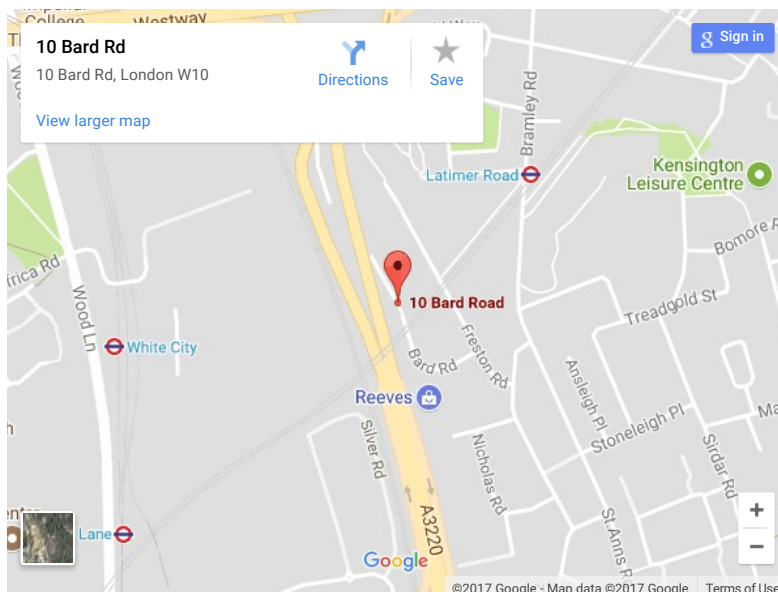 College
Westway
10 Bard Rd
10 Bard Rd, London W10
View larger map
Directions
Save
Sign in
Bramley Rd
Latimer Road
Kensington
Leisure Centre
Bomore
Treadgold St
Wood Ln
White City
10 Bard Road
Freston Rd
Bard Rd
Reeves
Ansleigh Pl
Stoneleigh Pl
Sirdar Rd
Silver Rd
Nicholas Rd
St.Anns R
A3220
Lane
Google
©2017 Google - Map data ©2017 Google
Terms of Use